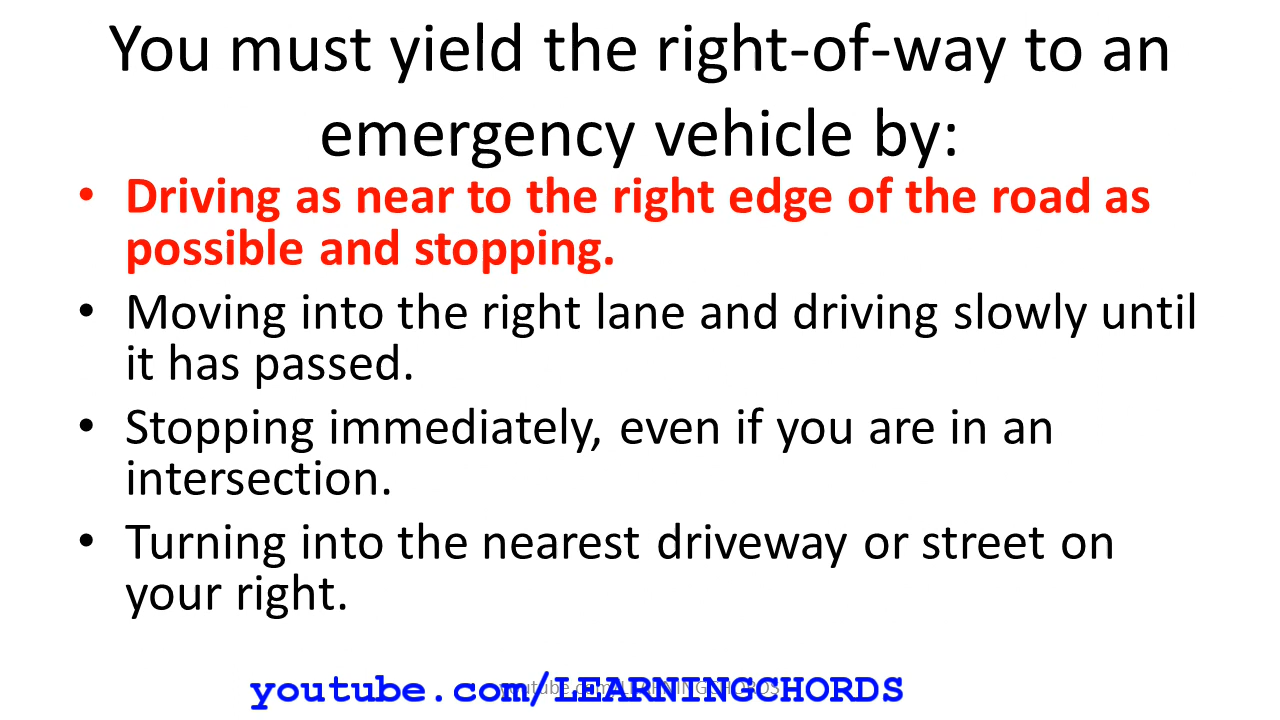 You must yield the right-of-way to an
emergency vehicle by:
• Driving as near to the right edge of the road as
possible and stopping.
• Moving into the right lane and driving slowly until
it has passed.
• Stopping immediately, even if you are in an
intersection.
• Turning into the nearest driveway or street on
your right.
youtube.com/LEARNINGCHORDS
youtube.com/LEARNINGCHORDS